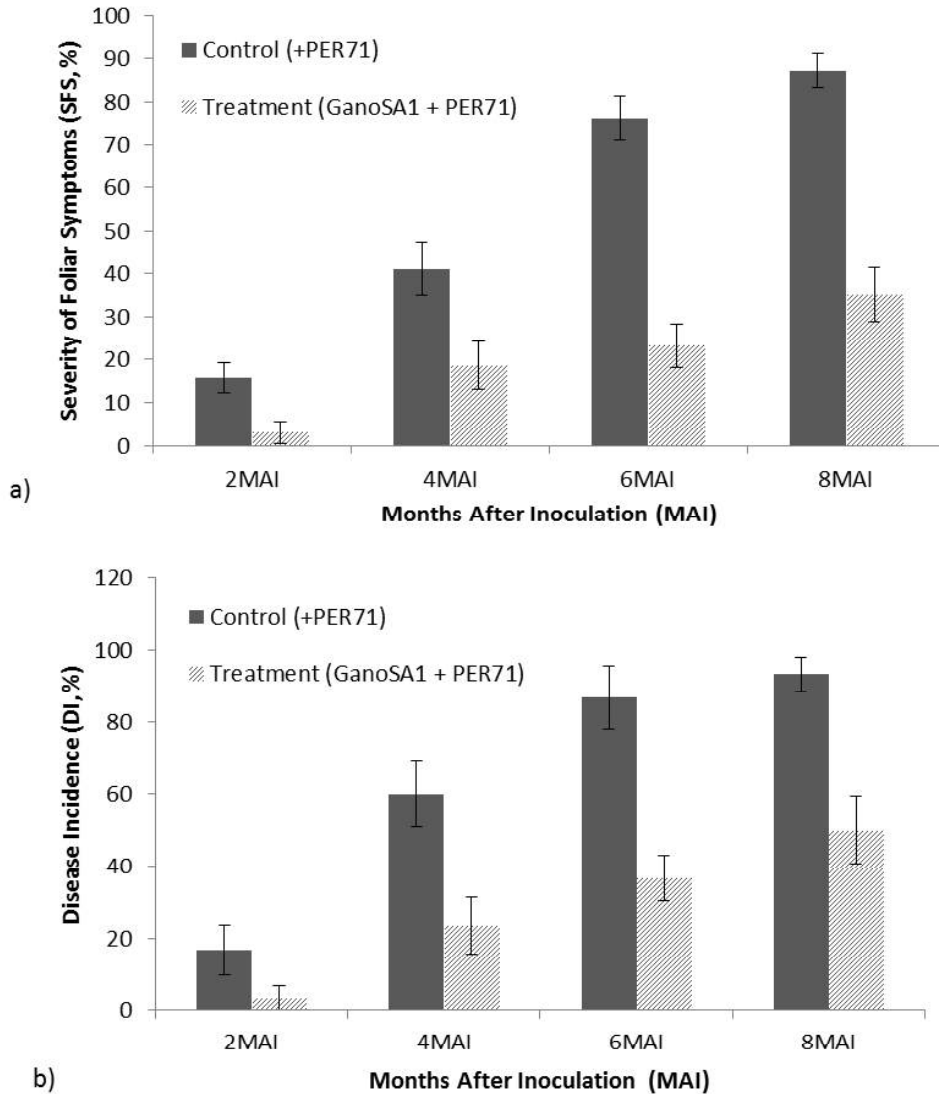 100
90
80
70
60
50
40
30
20
10
0
Severity of Foliar Symptoms (SFS, %)
Control (+PER71)
Treatment (GanoSA1 + PER71)
2MAI 4MAI 6MAI 8MAI
a)
Months After Inoculation (MAI)
120
100
80
60
40
20
0
Disease Incidence (DI, %)
Control (+PER71)
Treatment (GanoSA1 + PER71)
2MAI 4MAI 6MAI 8MAI
b)
Months After Inoculation (MAI)